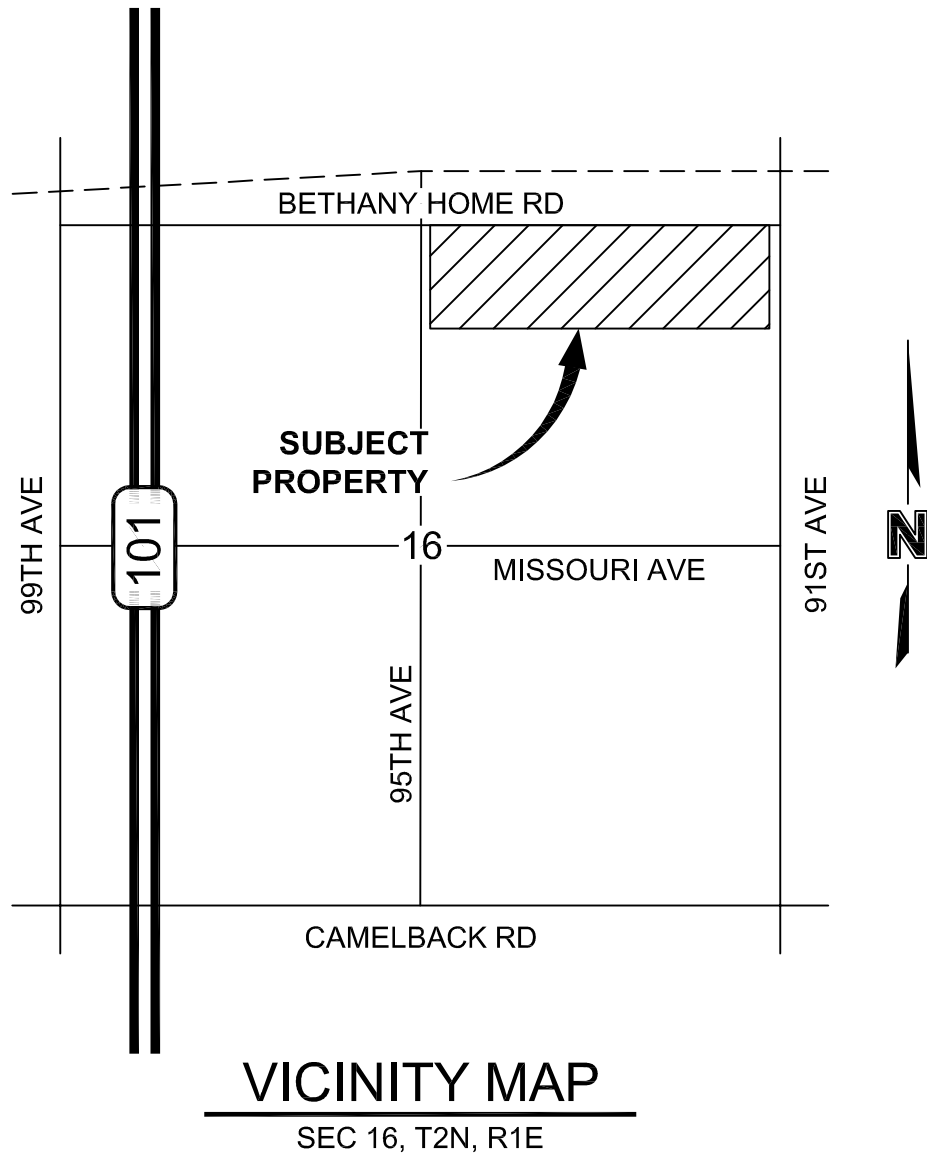 BETHANY HOME RD
SUBJECT
PROPERTY
99TH AVE
101
16
MISSOURI AVE
91ST AVE
N
95TH AVE
CAMELBACK RD
VICINITY MAP
SEC 16, T2N, R1E